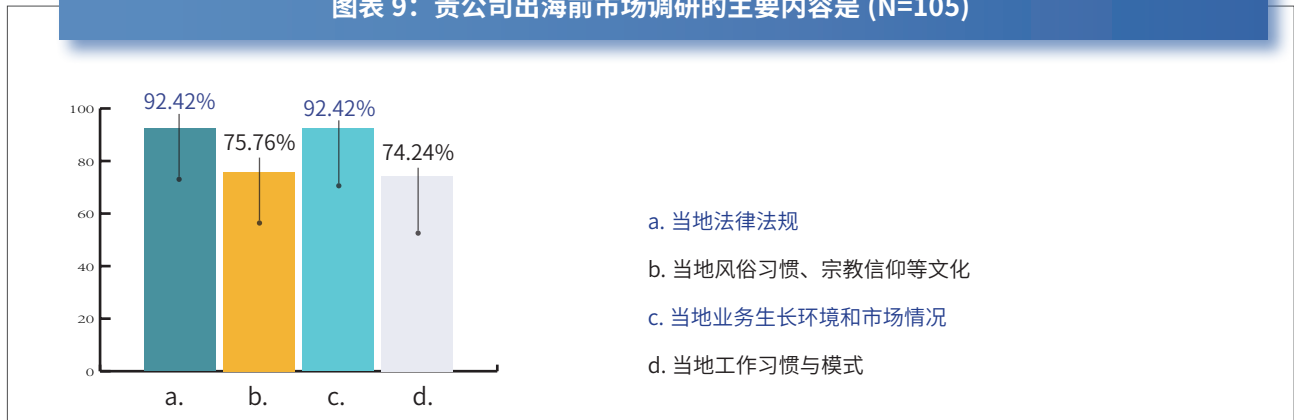 图表 9：贵公司出海前市场调研的主要内容是 (N=105)
100
80
60
40
20
0
92.42%
75.76%
92.42%
74.24%
a.
b.
c.
d.
a. 当地法律法规
b. 当地风俗习惯、宗教信仰等文化
c. 当地业务生长环境和市场情况
d. 当地工作习惯与模式